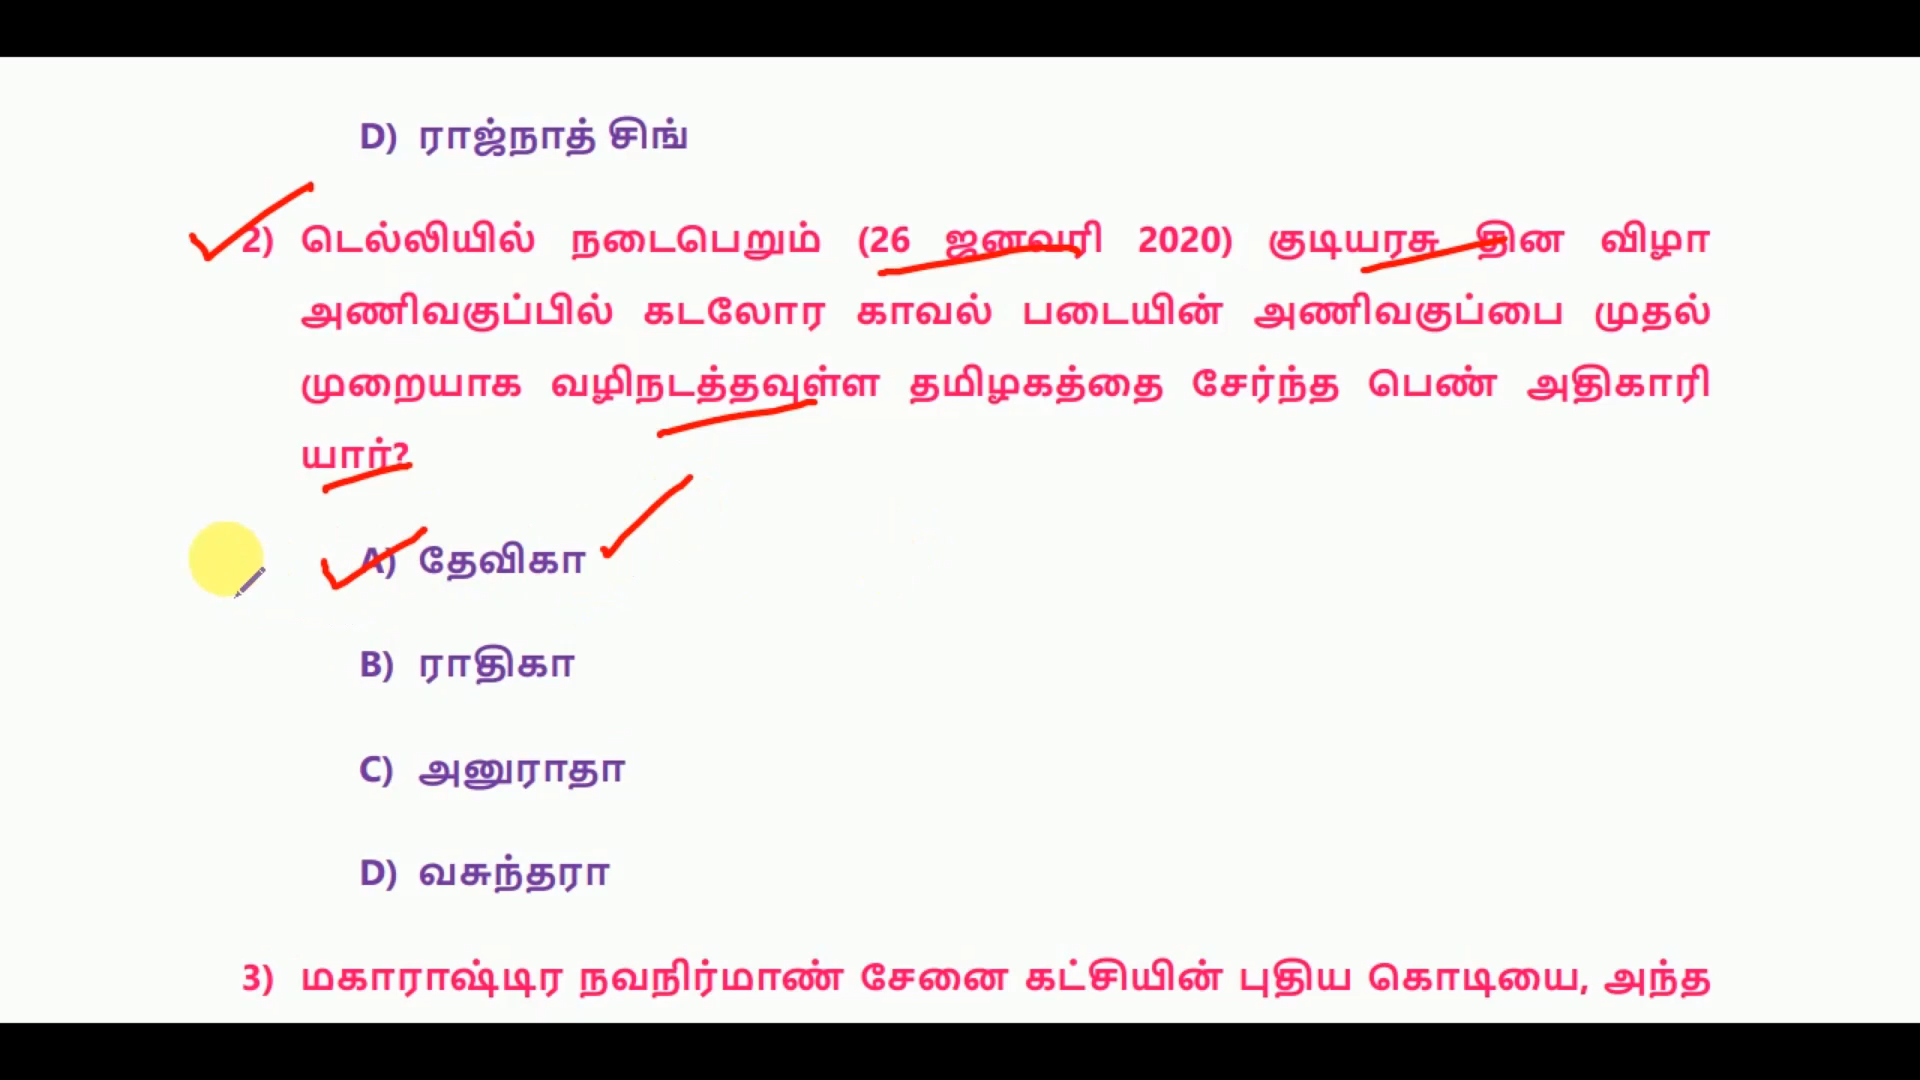 D) ராஜ்நாத் சிங்
2) டெல்லியில் நடைபெறும் (26 ஜனவரி 2020) குடியரசு தின விழா
அணிவகுப்பில் கடலோர காவல் படையின் அணிவகுப்பை முதல்
முறையாக வழிநடத்தவுள்ள தமிழகத்தை சேர்ந்த பெண் அதிகாரி
யார்?
A) தேவிகா
B) ராதிகா
C) அனுராதா
D) வசுந்தரா
3) மகாராஷ்டிர நவநிர்மாண் சேனை கட்சியின் புதிய கொடியை, அந்த